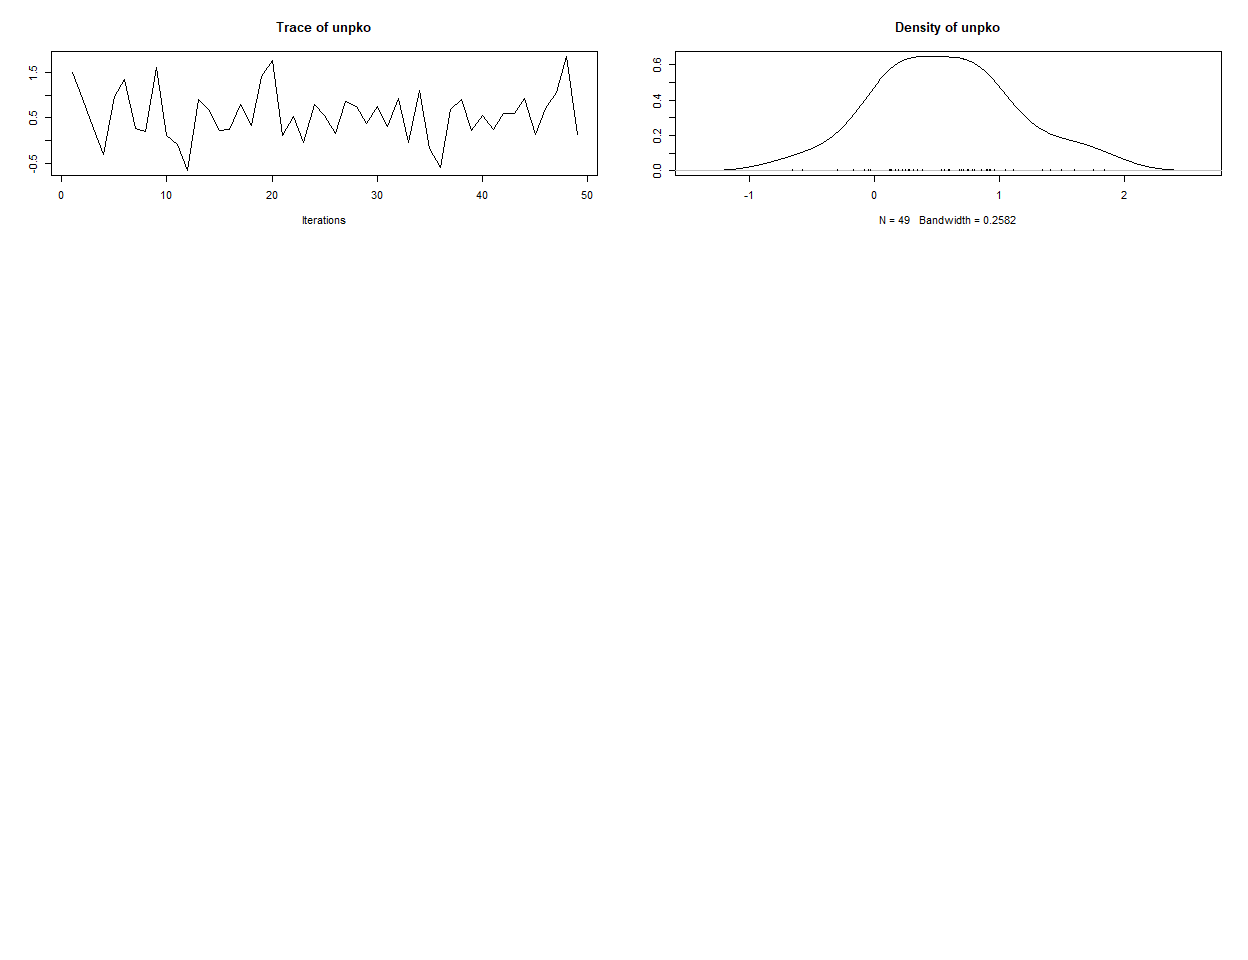 Trace of unpko
-0.5 0.5 1.5
0 10 20 30 40 50
Iterations
Density of unpko
0.0 0.2 0.4 0.6
-1 0 1 2
N = 49 Bandwidth = 0.2582